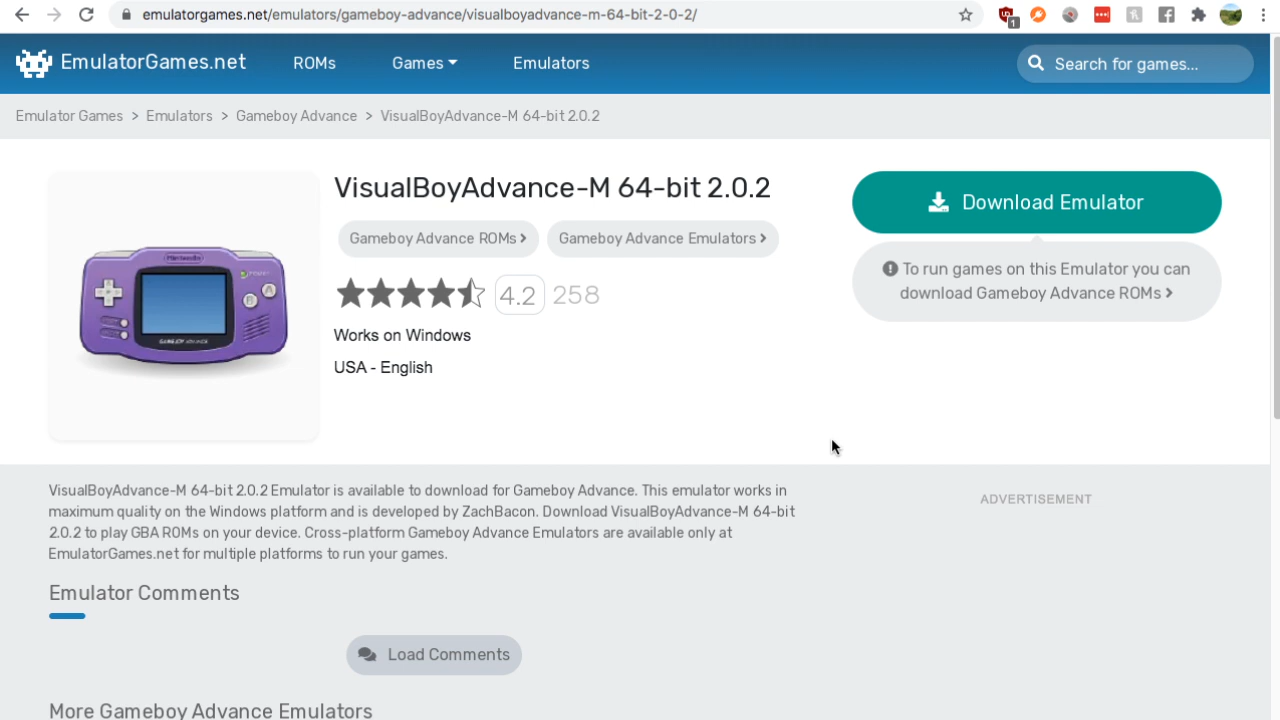 emulatorgames.net/emulators/gameboy-advance/visualboyadvance-m-64-bit-2-0-2/
1
EmulatorGames.net
ROMs
Games
Emulators
Search for games...
Emulator Games > Emulators > Gameboy Advance > VisualBoyAdvance-M 64-bit 2.0.2
VisualBoyAdvance-M 64-bit 2.0.2
Gameboy Advance ROMs >
Gameboy Advance Emulators >
4.2 258
Works on Windows
USA - English
Nintendo
A
B
GAME BOY ADVANCE
Download Emulator
To run games on this Emulator you can
download Gameboy Advance ROMs >
VisualBoyAdvance-M 64-bit 2.0.2 Emulator is available to download for Gameboy Advance. This emulator works in
maximum quality on the Windows platform and is developed by ZachBacon. Download VisualBoyAdvance-M 64-bit
2.0.2 to play GBA ROMs on your device. Cross-platform Gameboy Advance Emulators are available only at
EmulatorGames.net for multiple platforms to run your games.
ADVERTISEMENT
Emulator Comments
Load Comments
More Gameboy Advance Emulators